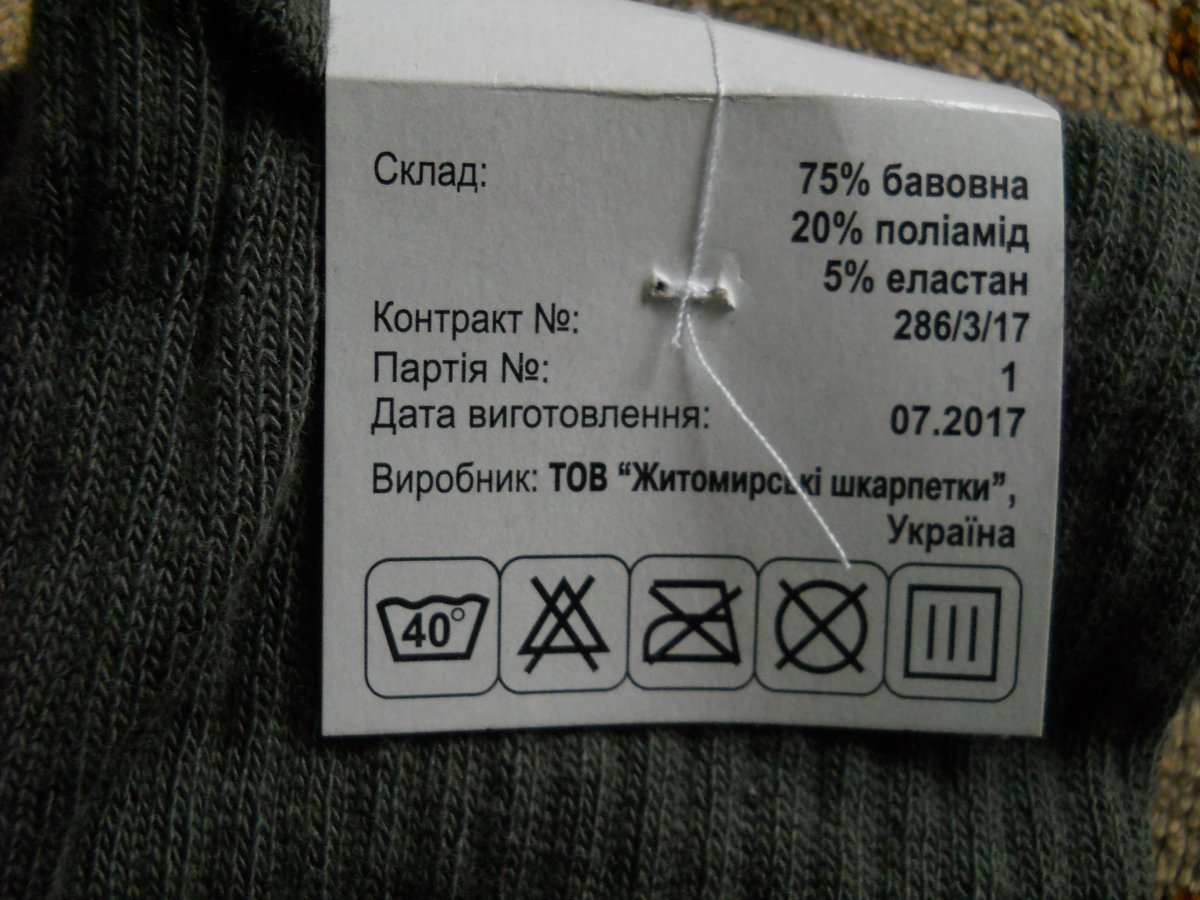 Склад: 75% бавовна
20% поліамід
5% еластан
Контракт №: 286/3/17
Партія №: 1
Дата виготовлення: 07.2017
Виробник: ТОВ “Житомирські шкарпетки”,
Україна
40°